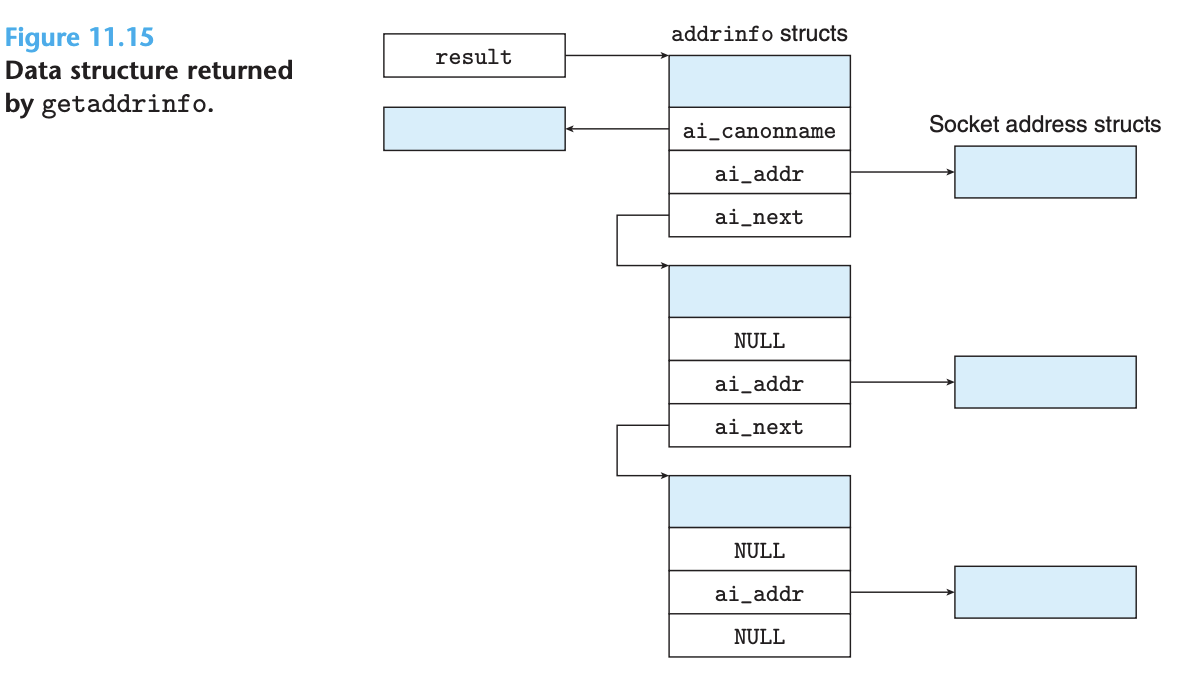 Figure 11.15
Data structure returned
by getaddrinfo.
addrinfo structs
result
ai_canonname
Socket address structs
ai_addr
ai_next
NULL
ai_addr
ai_next
NULL
ai_addr
NULL